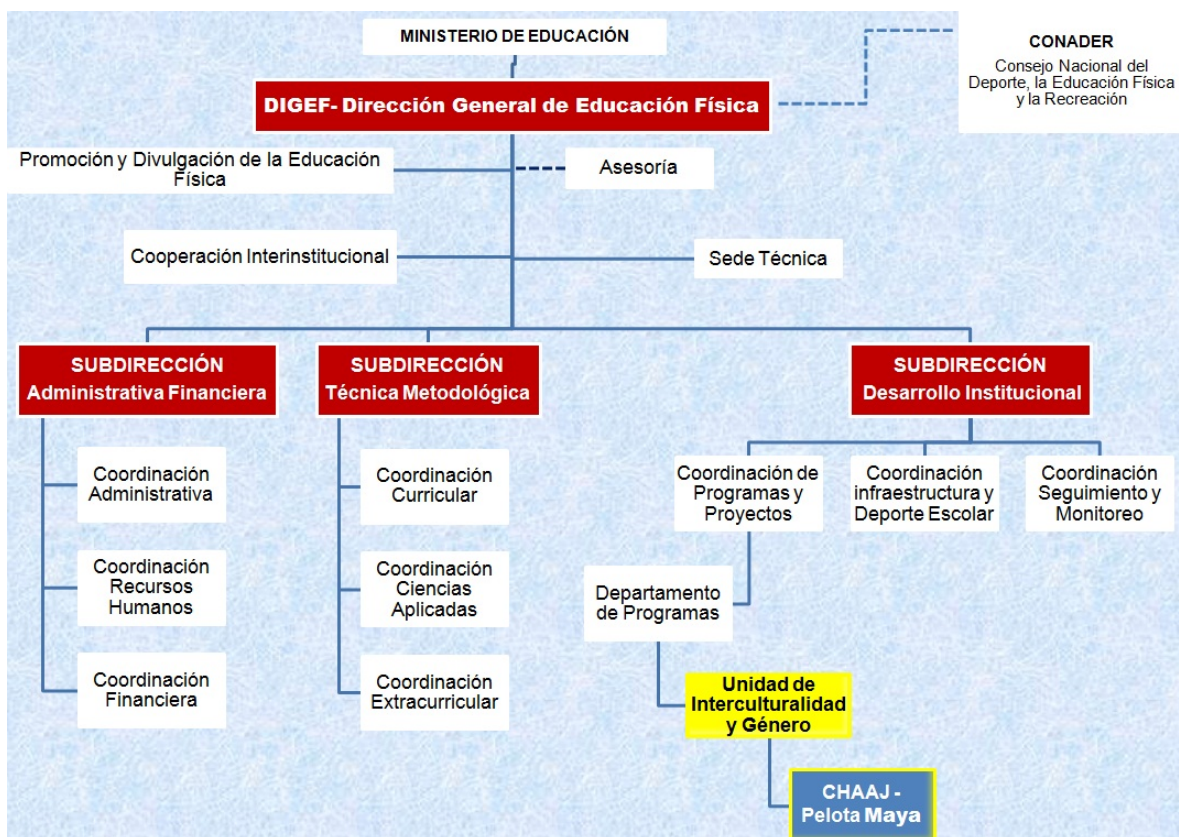 MINISTERIO DE EDUCACIÓN
CONADER
Consejo Nacional del
Deporte, la Educación Física
y la Recreación
DIGEF- Dirección General de Educación Física
Promoción y Divulgación de la Educación
Física
Asesoría
Cooperación Interinstitucional
Sede Técnica
SUBDIRECCIÓN
Administrativa Financiera
SUBDIRECCIÓN
Técnica Metodológica
SUBDIRECCIÓN
Desarrollo Institucional
Coordinación
Administrativa
Coordinación
Recursos
Humanos
Coordinación
Financiera
Coordinación
Curricular
Coordinación
Ciencias
Aplicadas
Coordinación
Extracurricular
Coordinación de
Programas y
Proyectos
Coordinación
infraestructura y
Deporte Escolar
Coordinación
Seguimiento y
Monitoreo
Departamento
de Programas
Unidad de
Interculturalidad
y Género
CHAAJ -
Pelota Maya